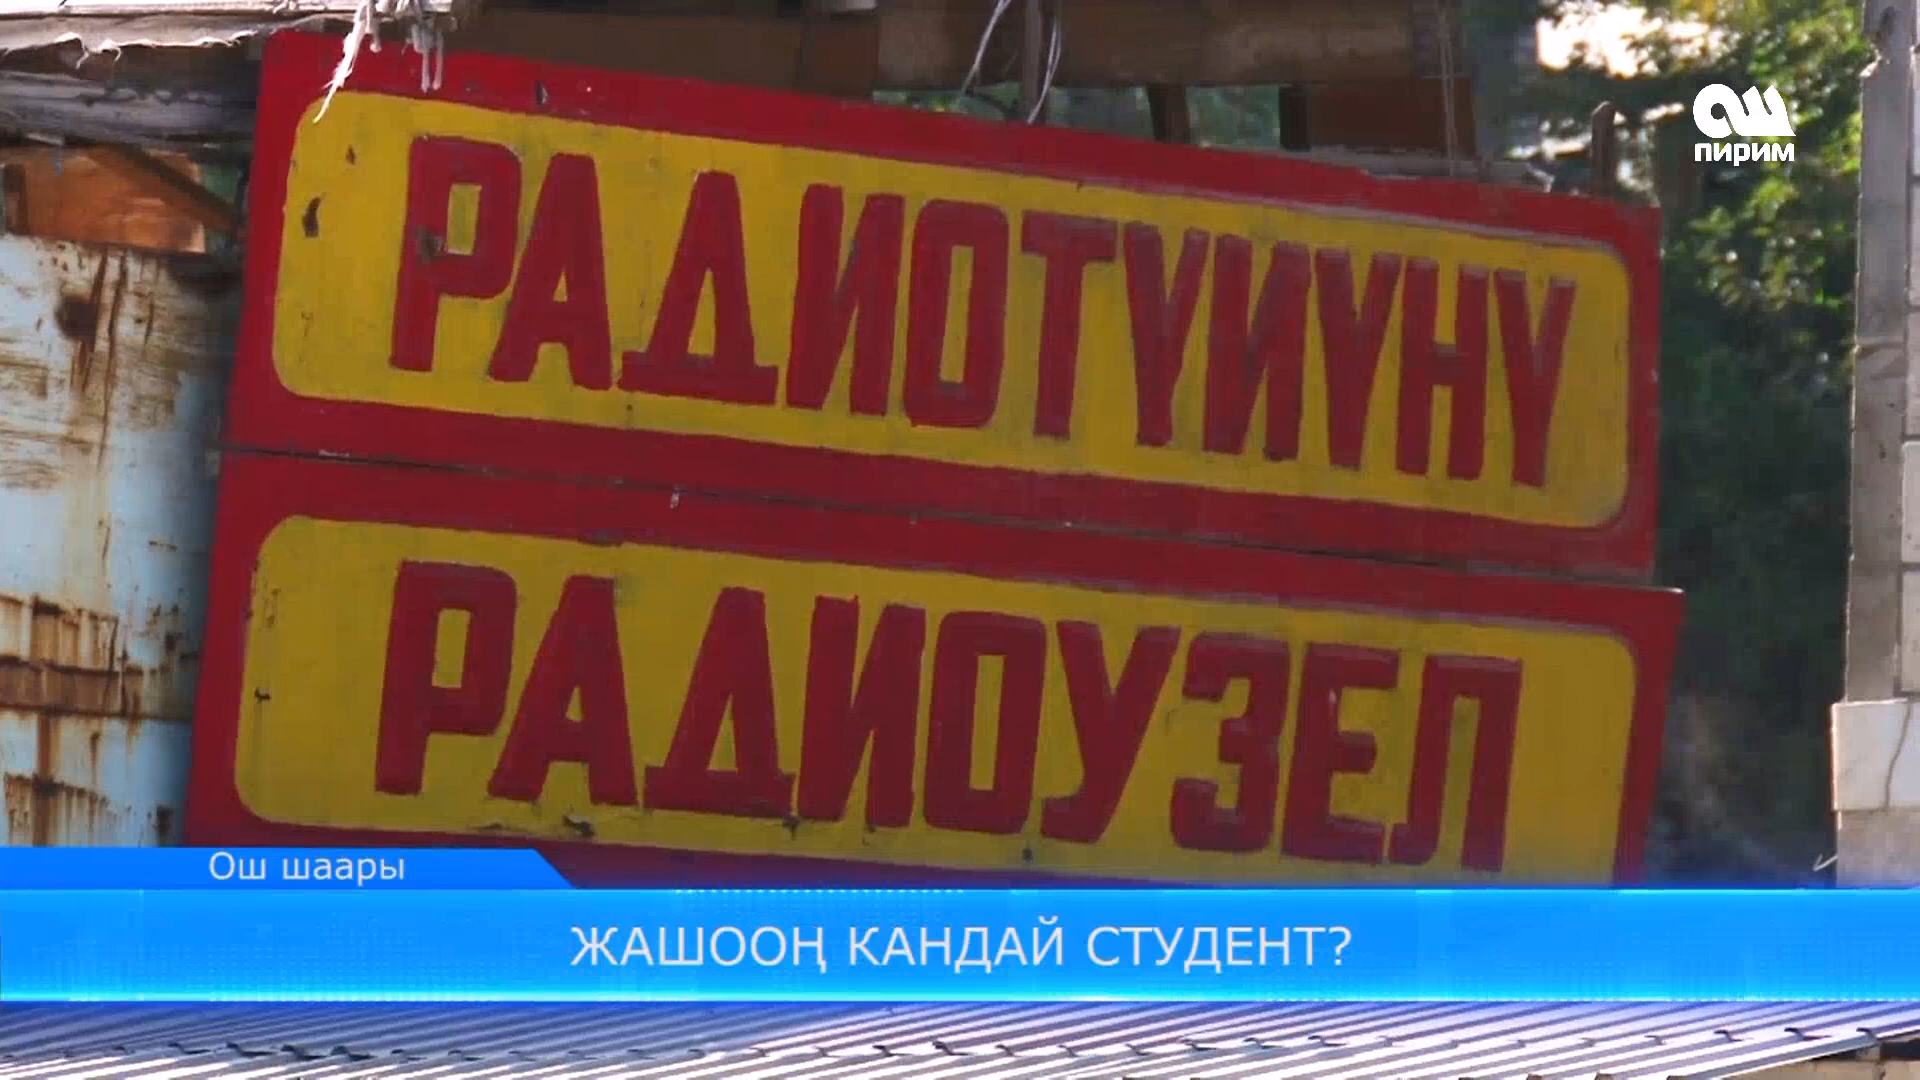 ОШ
ПИРИМ
РАДИОТҮЙҮНҮ
РАДИОУЗЕЛ
Ош шаары
ЖАШООҢ КАНДАЙ СТУДЕНТ?